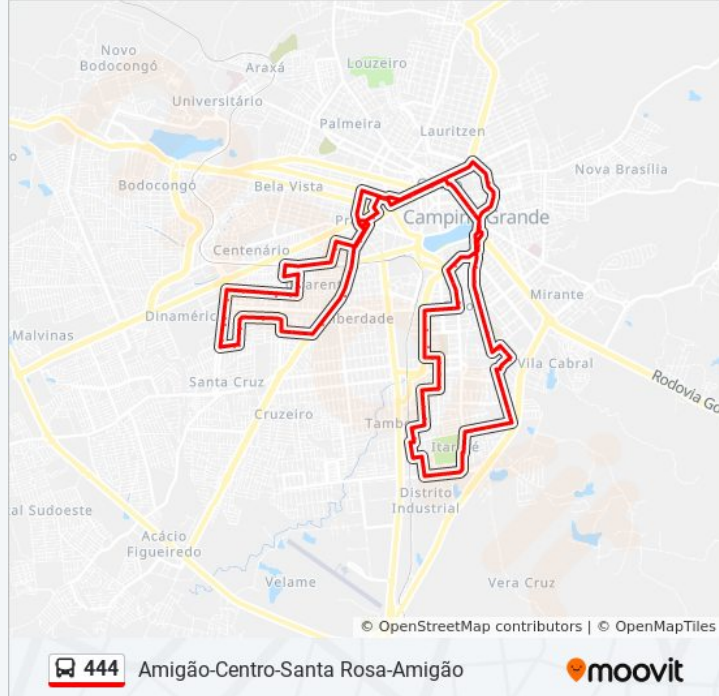 Novo
Bodocongó
Araxá
Louzeiro
Universitário
Palmeira
Lauritzen
Nova Brasília
Bodocongó
Bela Vista
Campina Grande
Centenário
Mirante
Dinamérica
Liberdade
Malvinas
Vila Cabral
Santa Cruz
Rodovia Go
Cruzeiro
Tambo
Distrito
Industrial
al Sudoeste
Acácio
Figueiredo
Velame
Vera Cruz
© OpenStreetMap contributors | © OpenMapTiles
444 Amigão-Centro-Santa Rosa-Amigão
moovit